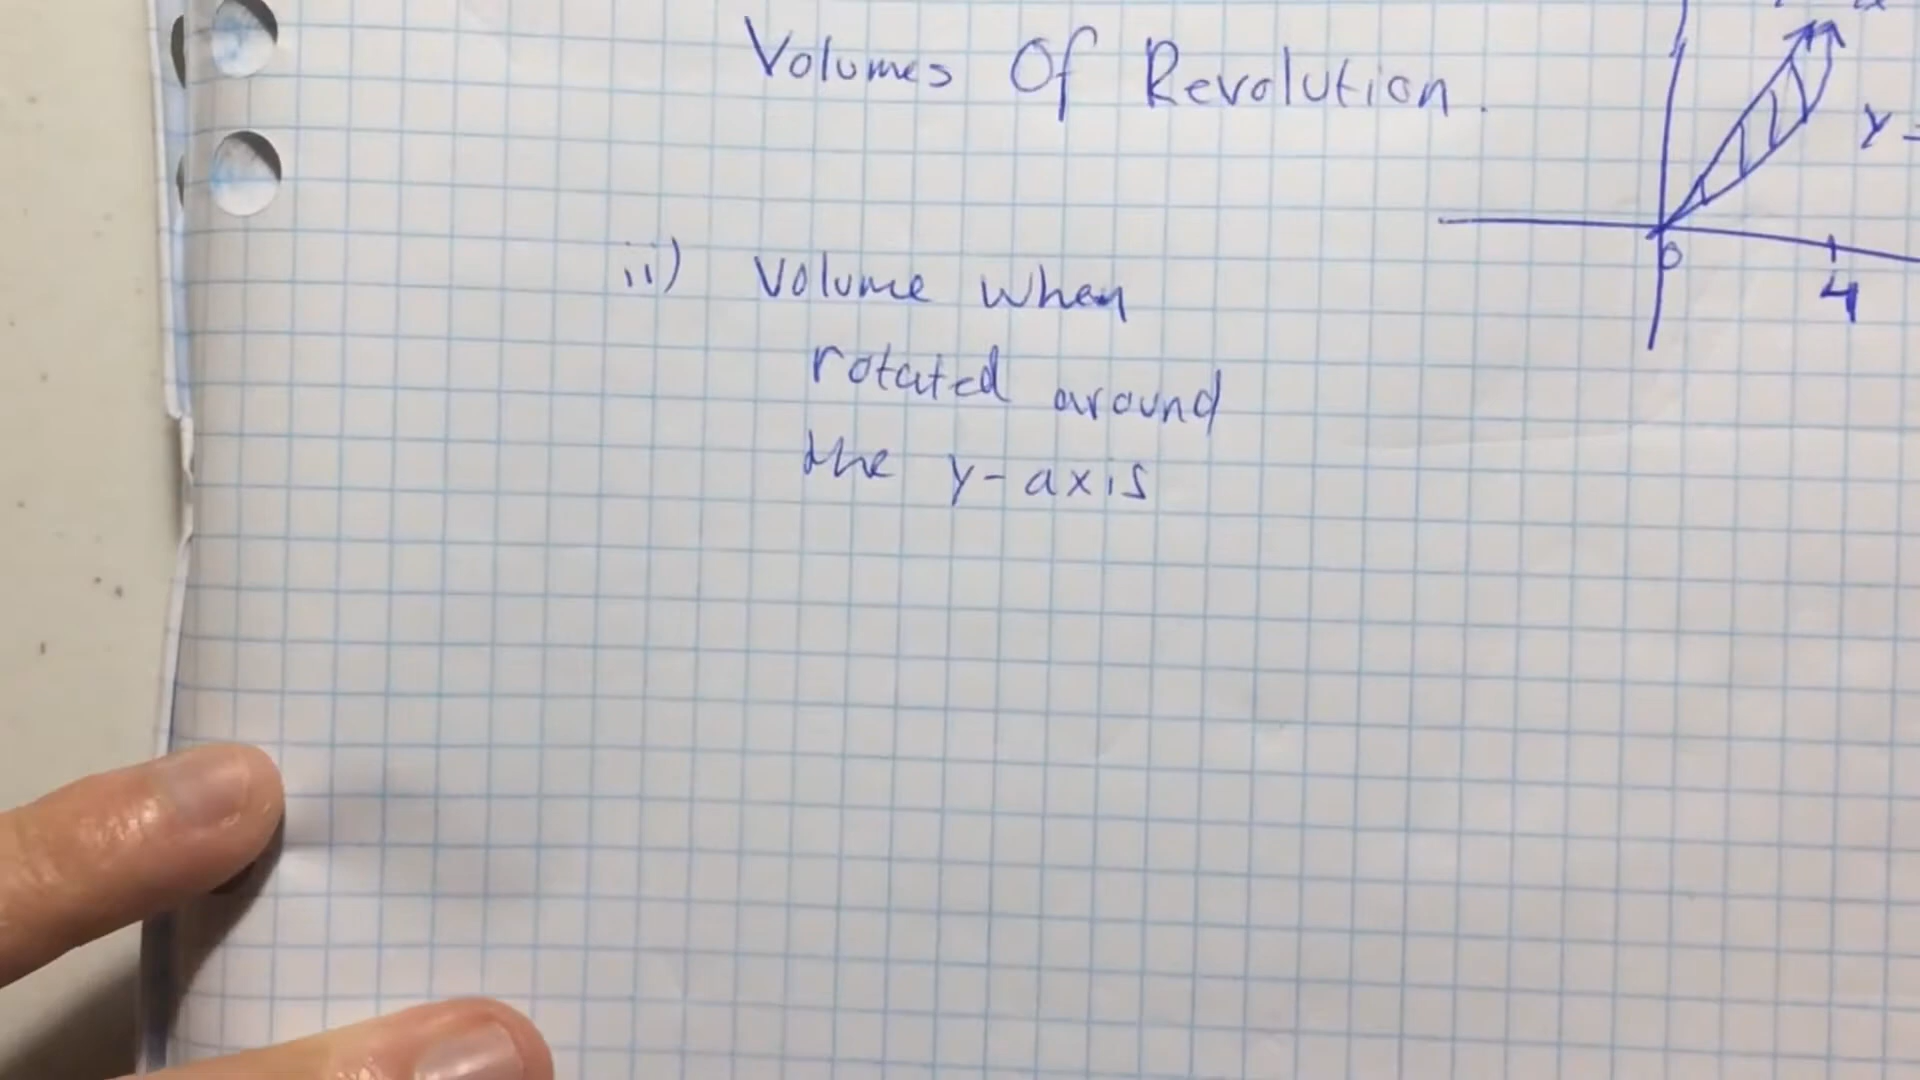 Volumes Of Revolution.
y =
0
4
ii) Volume when
rotated around
the y-axis